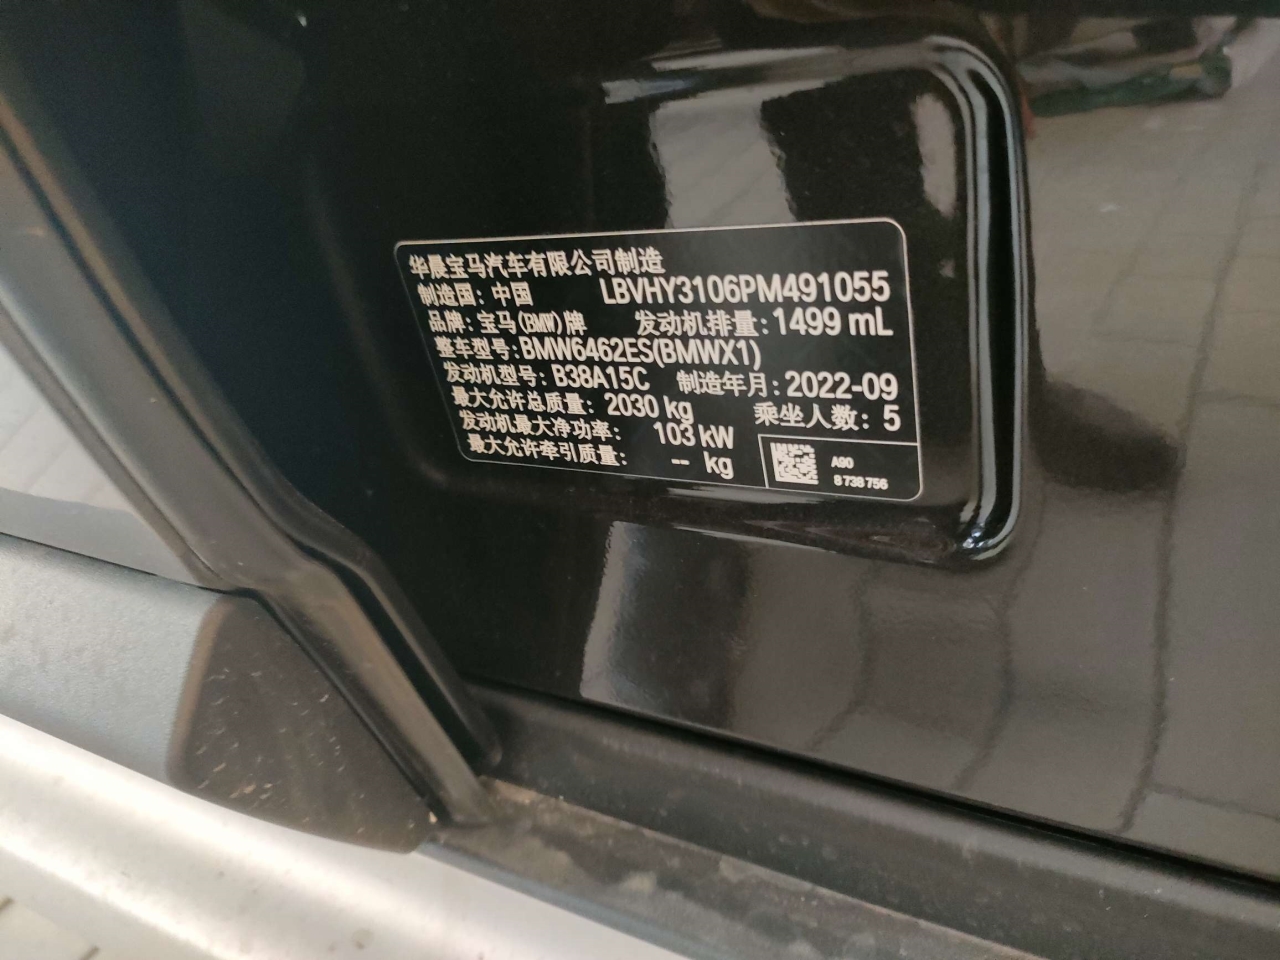 华晨宝马汽车有限公司制造
制造国：中国 LBVHY3106PM491055
品牌：宝马(BMW)牌 发动机排量：1499 mL
整车型号：BMW6462ES(BMWX1)
发动机型号：B38A15C 制造年月：2022-09
最大允许总质量：2030 kg 乘坐人数：5
发动机最大净功率： 103 kW
最大允许牵引质量： -- kg
A90
8 738 756